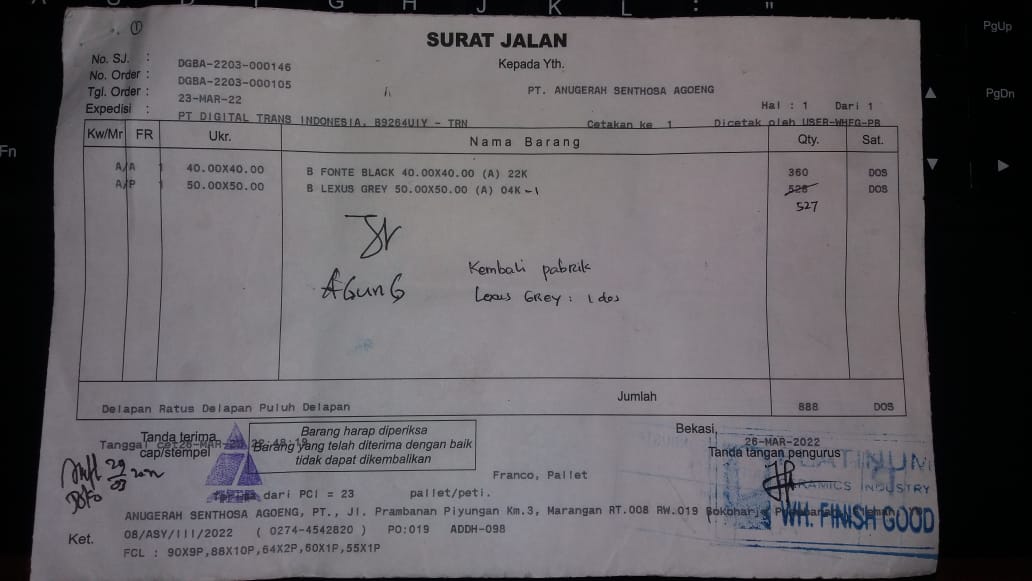 ①
SURAT JALAN
Kepada Yth.
No. SJ. : DGBA-2203-000146
No. Order : DGBA-2203-000105
Tgl. Order : 23-MAR-22
PT. ANUGERAH SENTHOSA AGOENG
Hal : 1 Dari 1
Expedisi : PT DIGITAL TRANS INDONESIA, B9264UIY - TRN Cetakan ke 1 Dicetak oleh USER-WHFG-PB
Kw/Mr FR Ukr. Nama Barang Qty. Sat.
A/A 1 40.00X40.00 B FONTE BLACK 40.00X40.00 (A) 22K 360 DOS
A/P 1 50.00X50.00 B LEXUS GREY 50.00X50.00 (A) 04K -1 528 DOS
527
AGUNG
Kembali pabrik
Lexus Grey : 1 dos
Jumlah
Delapan Ratus Delapan Puluh Delapan 888 DOS
Tanda terima
cap/stempel
Barang harap diperiksa
Barang yang telah diterima dengan baik
tidak dapat dikembalikan
Bekasi,
26-MAR-2022
Tanda tangan pengurus
29
03 2022
Franco, Pallet
dari PCI = 23 pallet/peti.
PLATINUM
CERAMICS INDUSTRY
WH. FINISH GOOD
ANUGERAH SENTHOSA AGOENG, PT., Jl. Prambanan Piyungan Km.3, Marangan RT.008 RW.019 Bokoharjo
Ket. 08/ASY/III/2022 ( 0274-4542820 ) PO:019 ADDH-098
FCL : 90X9P,88X10P,64X2P,60X1P,55X1P
Fn
G
H
J
K
L
PgUp
PgDn